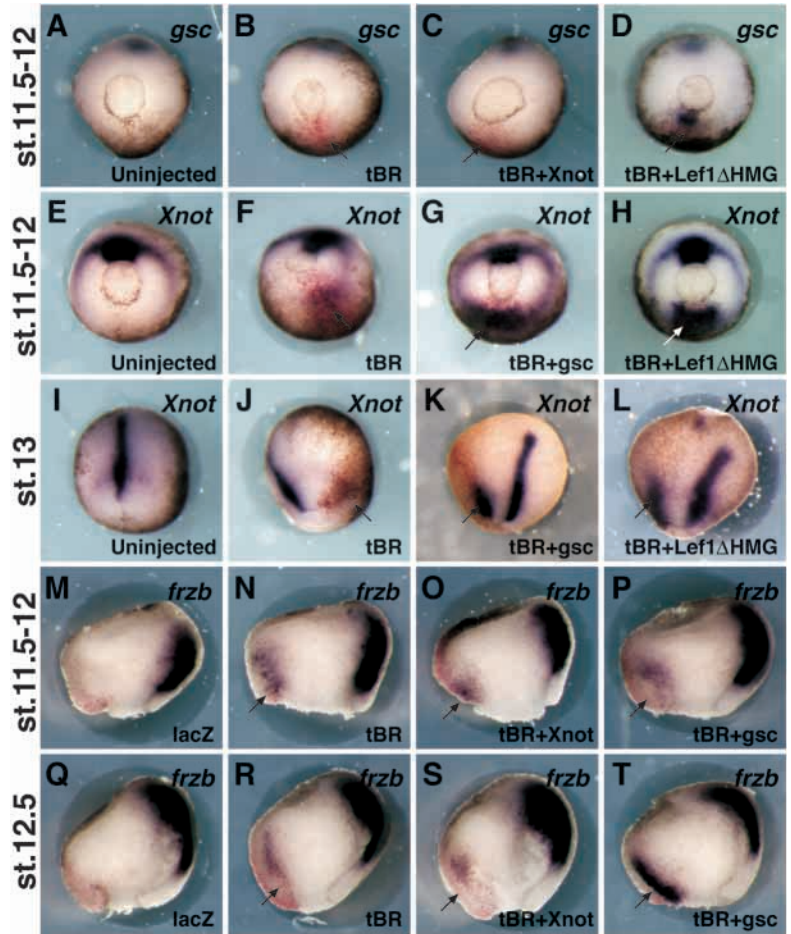 st.11.5-12
A gsc Uninjected
B gsc tBR
C gsc tBR+Xnot
D gsc tBR+Lef1ΔHMG
st.11.5-12
E Xnot Uninjected
F Xnot tBR
G Xnot tBR+gsc
H Xnot tBR+Lef1ΔHMG
st.13
I Xnot Uninjected
J Xnot tBR
K Xnot tBR+gsc
L Xnot tBR+Lef1ΔHMG
st.11.5-12
M frzb lacZ
N frzb tBR
O frzb tBR+Xnot
P frzb tBR+gsc
st.12.5
Q frzb lacZ
R frzb tBR
S frzb tBR+Xnot
T frzb tBR+gsc